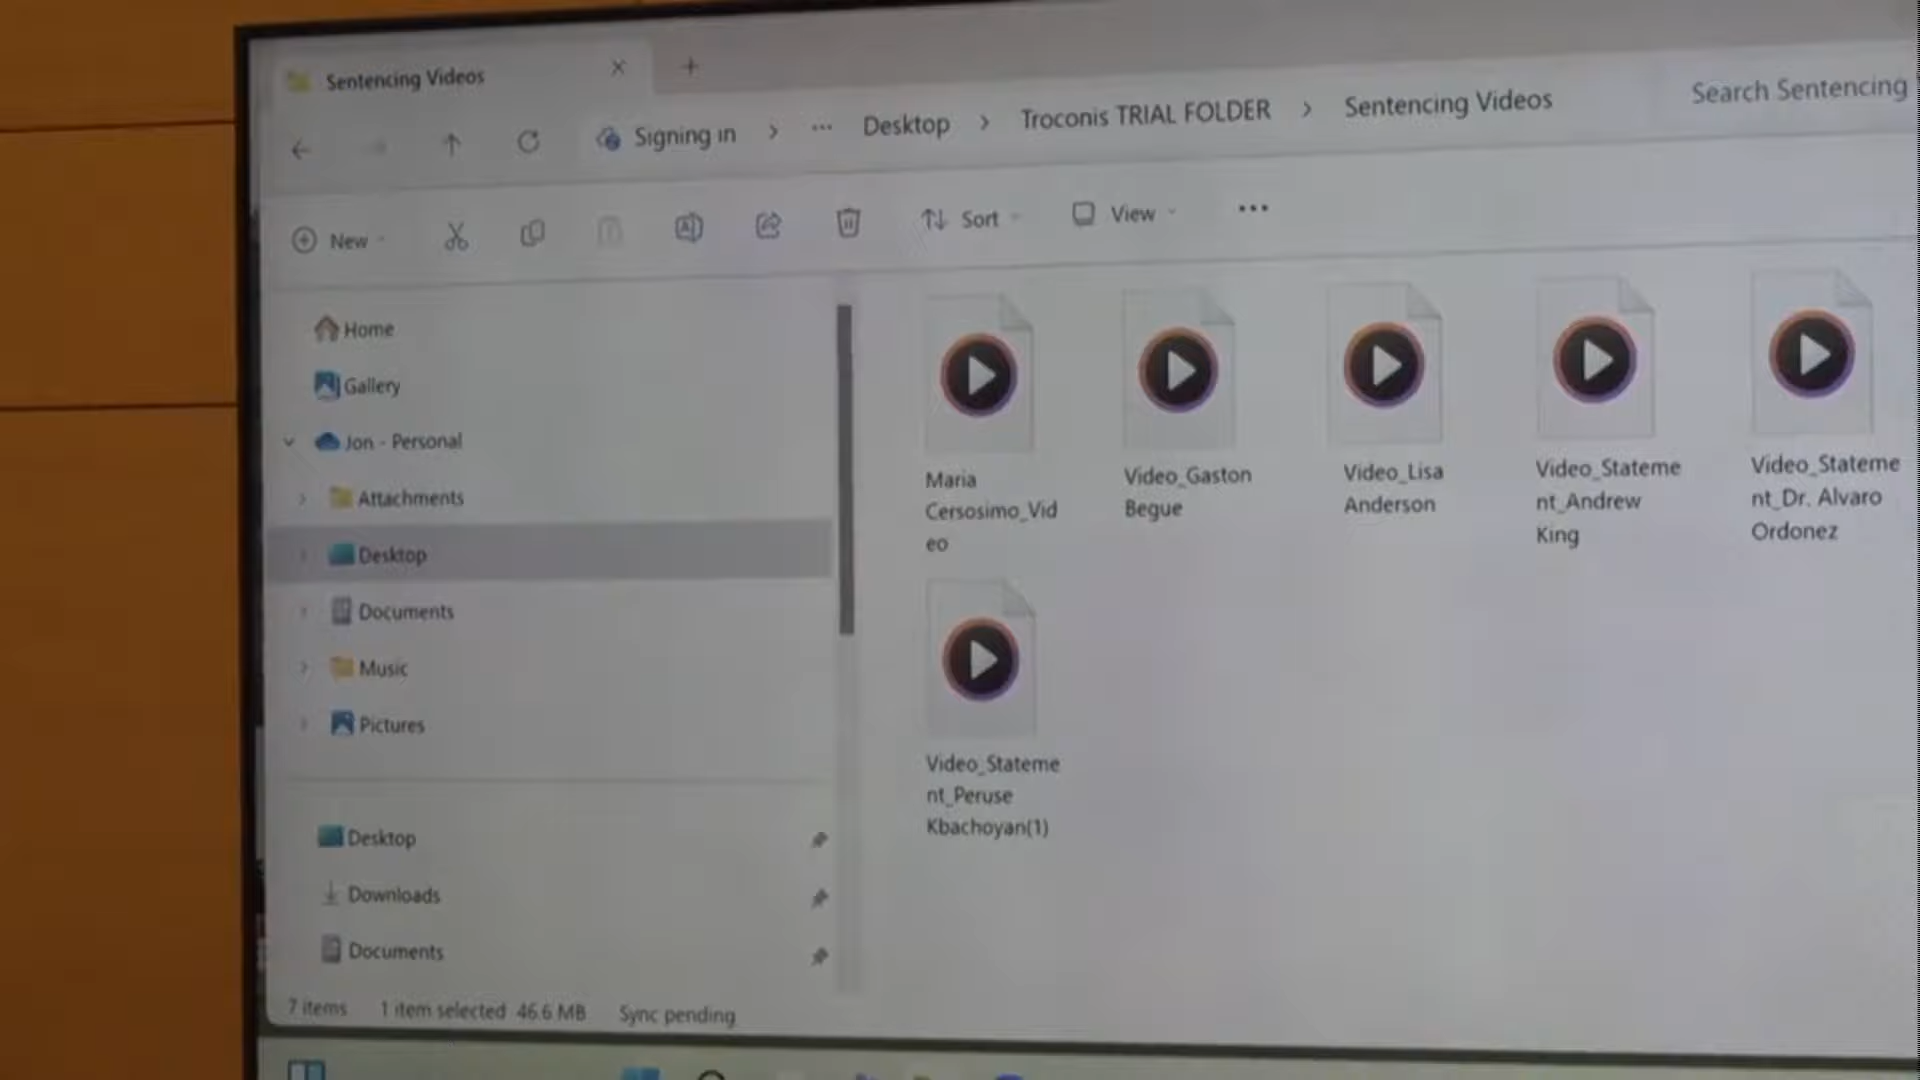 Sentencing Videos
Signing in > ... Desktop > Troconis TRIAL FOLDER > Sentencing Videos
Search Sentencing
New
Sort
View
...
Home
Gallery
Jon - Personal
Attachments
Desktop
Documents
Music
Pictures
Desktop
Downloads
Documents
Maria
Cersosimo_Vid
eo
Video_Gaston
Begue
Video_Lisa
Anderson
Video_Stateme
nt_Andrew
King
Video_Stateme
nt_Dr. Alvaro
Ordonez
Video_Stateme
nt_Peruse
Kbachoyan(1)
7 items 1 item selected 46.6 MB Sync pending